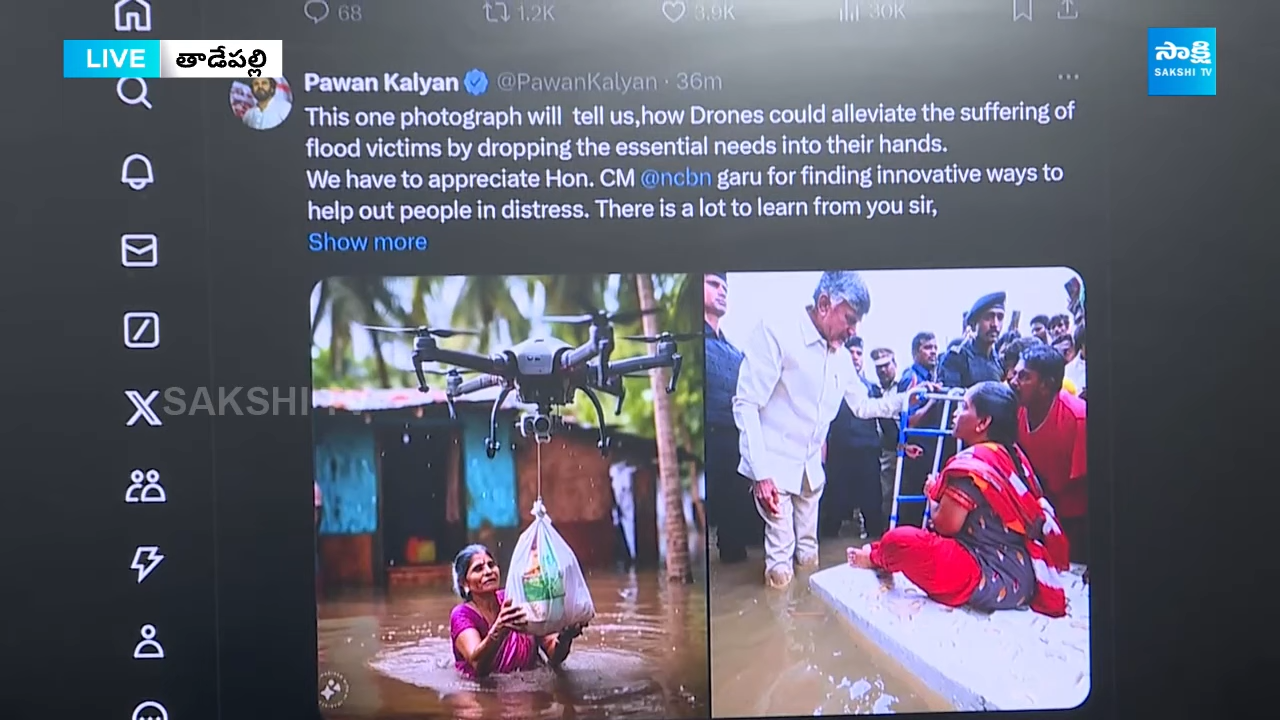 68 1.2K 3.9K 30K
LIVE తాడేపల్లి
సాక్షి
SAKSHI TV
Pawan Kalyan @PawanKalyan · 36m
This one photograph will tell us,how Drones could alleviate the suffering of
flood victims by dropping the essential needs into their hands.
We have to appreciate Hon. CM @ncbn garu for finding innovative ways to
help out people in distress. There is a lot to learn from you sir,
Show more
SAKSHI TV